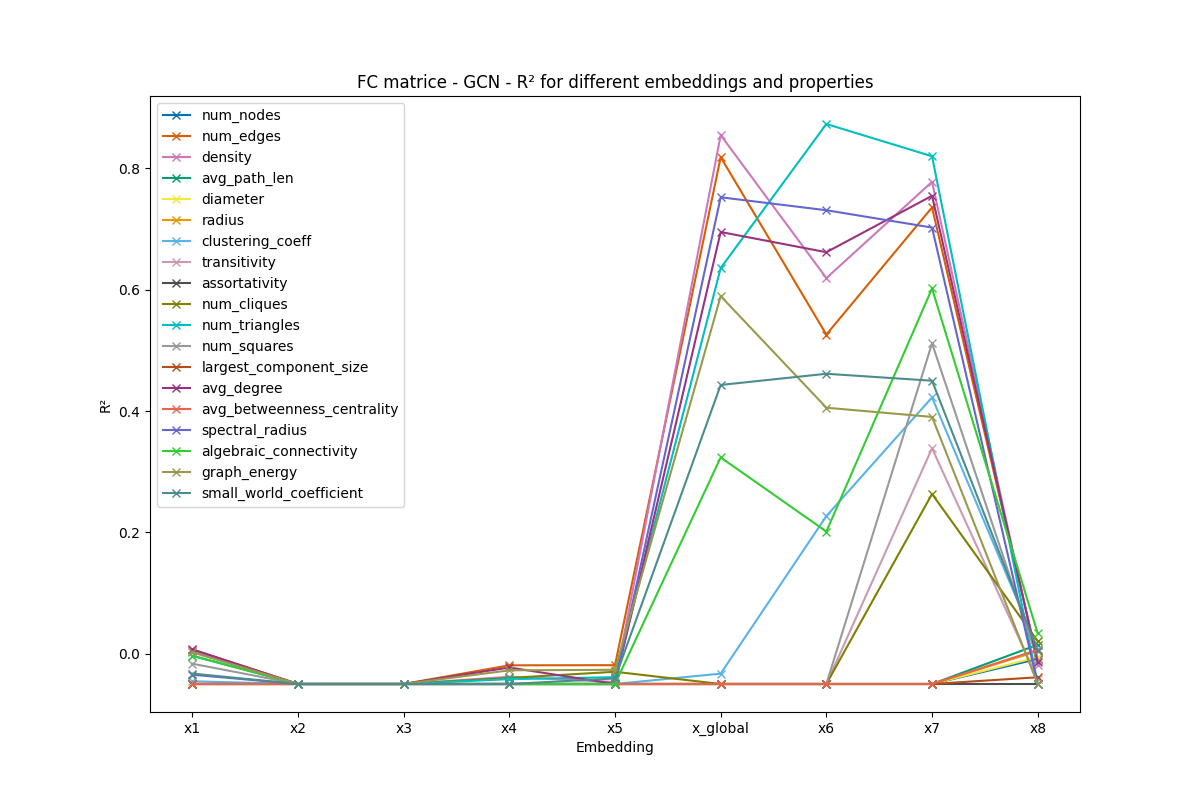 FC matrice - GCN - R² for different embeddings and properties
num_nodes
num_edges
density
avg_path_len
diameter
radius
clustering_coeff
transitivity
assortativity
num_cliques
num_triangles
num_squares
largest_component_size
avg_degree
avg_betweenness_centrality
spectral_radius
algebraic_connectivity
graph_energy
small_world_coefficient
R²
0.8
0.6
0.4
0.2
0.0
x1 x2 x3 x4 x5 x_global x6 x7 x8
Embedding